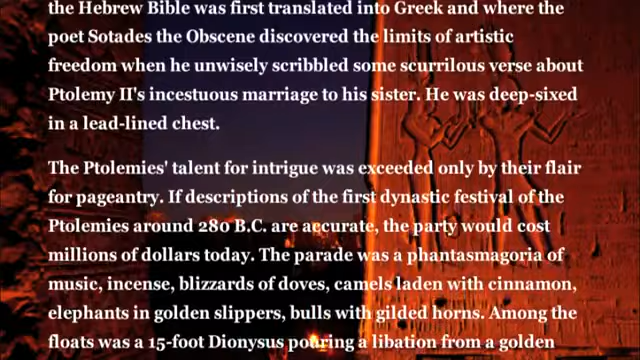 the Hebrew Bible was first translated into Greek and where the
poet Sotades the Obscene discovered the limits of artistic
freedom when he unwisely scribbled some scurrilous verse about
Ptolemy II's incestuous marriage to his sister. He was deep-sixed
in a lead-lined chest.
The Ptolemies' talent for intrigue was exceeded only by their flair
for pageantry. If descriptions of the first dynastic festival of the
Ptolemies around 280 B.C. are accurate, the party would cost
millions of dollars today. The parade was a phantasmagoria of
music, incense, blizzards of doves, camels laden with cinnamon,
elephants in golden slippers, bulls with gilded horns. Among the
floats was a 15-foot Dionysus pouring a libation from a golden